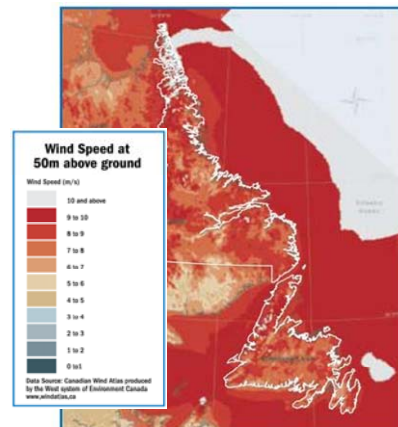 Wind Speed at
50m above ground
Wind Speed (m/s)
10 and above
9 to 10
8 to 9
7 to 8
6 to 7
5 to 6
4 to 5
3 to 4
2 to 3
1 to 2
0 to1
Data Source: Canadian Wind Atlas produced
by the West system of Environment Canada
www.windatlas.ca